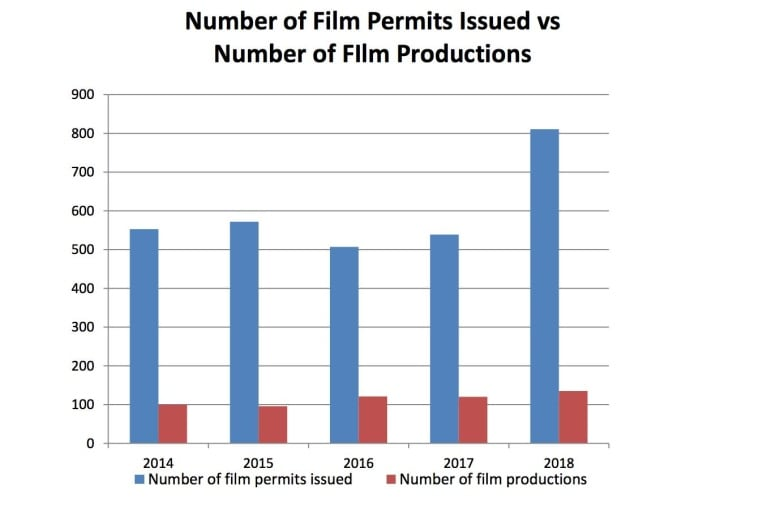 Number of Film Permits Issued vs
Number of FIlm Productions
900
800
700
600
500
400
300
200
100
0
2014 2015 2016 2017 2018
Number of film permits issued Number of film productions